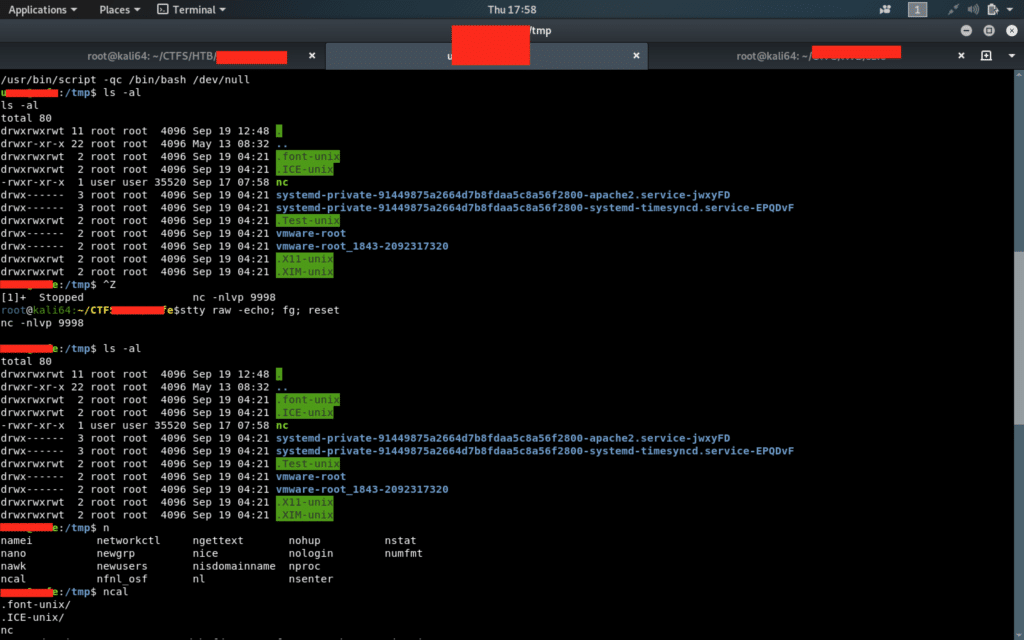 Applications Places Terminal Thu 17:58 1
/tmp
root@kali64: ~/CTFS/HTB/ × u × root@kali64: ~/ ×
/usr/bin/script -qc /bin/bash /dev/null
u :/tmp$ ls -al
ls -al
total 80
drwxrwxrwt 11 root root 4096 Sep 19 12:48 .
drwxr-xr-x 22 root root 4096 May 13 08:32 ..
drwxrwxrwt 2 root root 4096 Sep 19 04:21 .font-unix
drwxrwxrwt 2 root root 4096 Sep 19 04:21 .ICE-unix
-rwxr-xr-x 1 user user 35520 Sep 17 07:58 nc
drwx------ 3 root root 4096 Sep 19 04:21 systemd-private-91449875a2664d7b8fdaa5c8a56f2800-apache2.service-jwxyFD
drwx------ 3 root root 4096 Sep 19 04:21 systemd-private-91449875a2664d7b8fdaa5c8a56f2800-systemd-timesyncd.service-EPQDvF
drwxrwxrwt 2 root root 4096 Sep 19 04:21 .Test-unix
drwx------ 2 root root 4096 Sep 19 04:21 vmware-root
drwx------ 2 root root 4096 Sep 19 04:21 vmware-root_1843-2092317320
drwxrwxrwt 2 root root 4096 Sep 19 04:21 .X11-unix
drwxrwxrwt 2 root root 4096 Sep 19 04:21 .XIM-unix
e:/tmp$ ^Z
[1]+ Stopped nc -nlvp 9998
root@kali64:~/CTFS fe$stty raw -echo; fg; reset
nc -nlvp 9998
e:/tmp$ ls -al
total 80
drwxrwxrwt 11 root root 4096 Sep 19 12:48 .
drwxr-xr-x 22 root root 4096 May 13 08:32 ..
drwxrwxrwt 2 root root 4096 Sep 19 04:21 .font-unix
drwxrwxrwt 2 root root 4096 Sep 19 04:21 .ICE-unix
-rwxr-xr-x 1 user user 35520 Sep 17 07:58 nc
drwx------ 3 root root 4096 Sep 19 04:21 systemd-private-91449875a2664d7b8fdaa5c8a56f2800-apache2.service-jwxyFD
drwx------ 3 root root 4096 Sep 19 04:21 systemd-private-91449875a2664d7b8fdaa5c8a56f2800-systemd-timesyncd.service-EPQDvF
drwxrwxrwt 2 root root 4096 Sep 19 04:21 .Test-unix
drwx------ 2 root root 4096 Sep 19 04:21 vmware-root
drwx------ 2 root root 4096 Sep 19 04:21 vmware-root_1843-2092317320
drwxrwxrwt 2 root root 4096 Sep 19 04:21 .X11-unix
drwxrwxrwt 2 root root 4096 Sep 19 04:21 .XIM-unix
fe:/tmp$ n
namei networkctl ngettext nohup nstat
nano newgrp nice nologin numfmt
nawk newusers nisdomainname nproc
ncal nfnl_osf nl nsenter
fe:/tmp$ ncal
.font-unix/
.ICE-unix/
nc